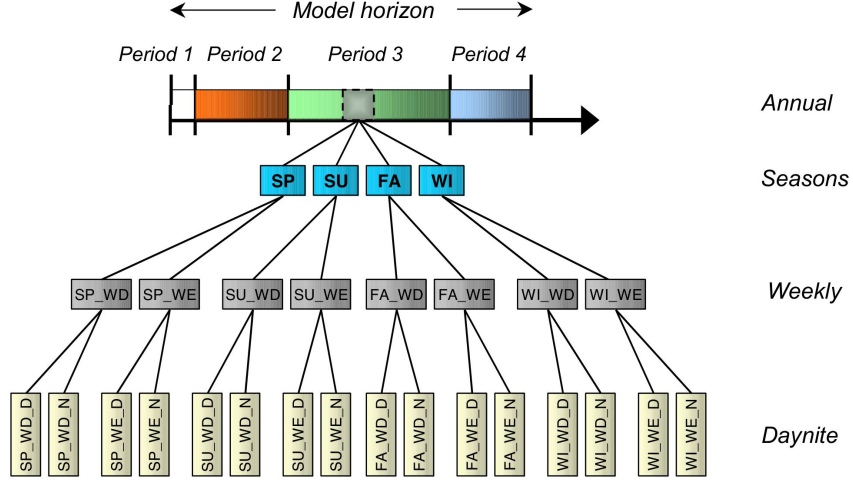 Model horizon
Period 1 Period 2 Period 3 Period 4
Annual
SP SU FA WI Seasons
SP_WD SP_WE SU_WD SU_WE FA_WD FA_WE WI_WD WI_WE Weekly
SP_WD_D SP_WD_N SP_WE_D SP_WE_N SU_WD_D SU_WD_N SU_WE_D SU_WE_N FA_WD_D FA_WD_N FA_WE_D FA_WE_N WI_WD_D WI_WD_N WI_WE_D WI_WE_N Daynite